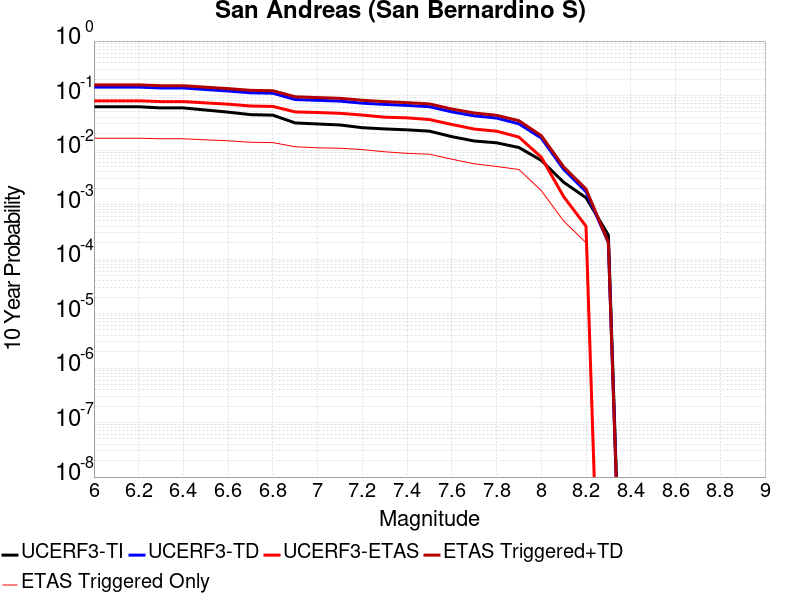 San Andreas (San Bernardino S)
10 0
10 -1
10 -2
10 -3
10 -4
10 -5
10 -6
10 -7
10 -8
10 Year Probability
6 6.2 6.4 6.6 6.8 7 7.2 7.4 7.6 7.8 8 8.2 8.4 8.6 8.8 9
Magnitude
UCERF3-TI UCERF3-TD UCERF3-ETAS ETAS Triggered+TD
ETAS Triggered Only